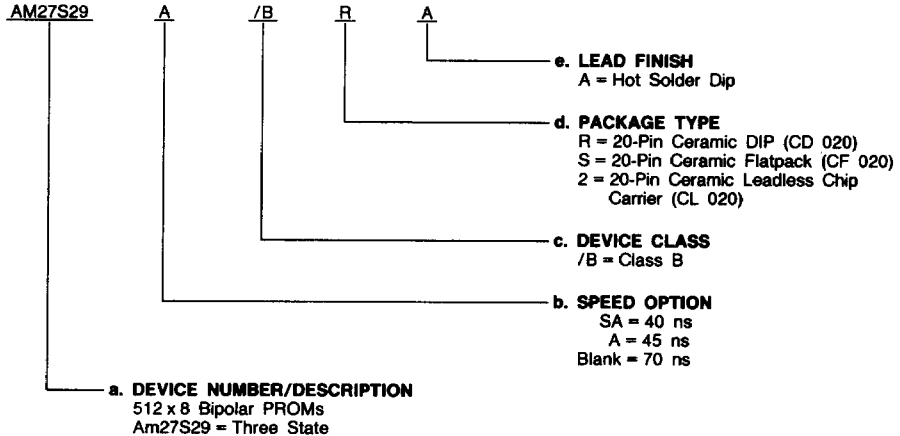 AM27S29 A /B R A
e. LEAD FINISH
A = Hot Solder Dip
d. PACKAGE TYPE
R = 20-Pin Ceramic DIP (CD 020)
S = 20-Pin Ceramic Flatpack (CF 020)
2 = 20-Pin Ceramic Leadless Chip
Carrier (CL 020)
c. DEVICE CLASS
/B = Class B
b. SPEED OPTION
SA = 40 ns
A = 45 ns
Blank = 70 ns
a. DEVICE NUMBER/DESCRIPTION
512 x 8 Bipolar PROMs
Am27S29 = Three State